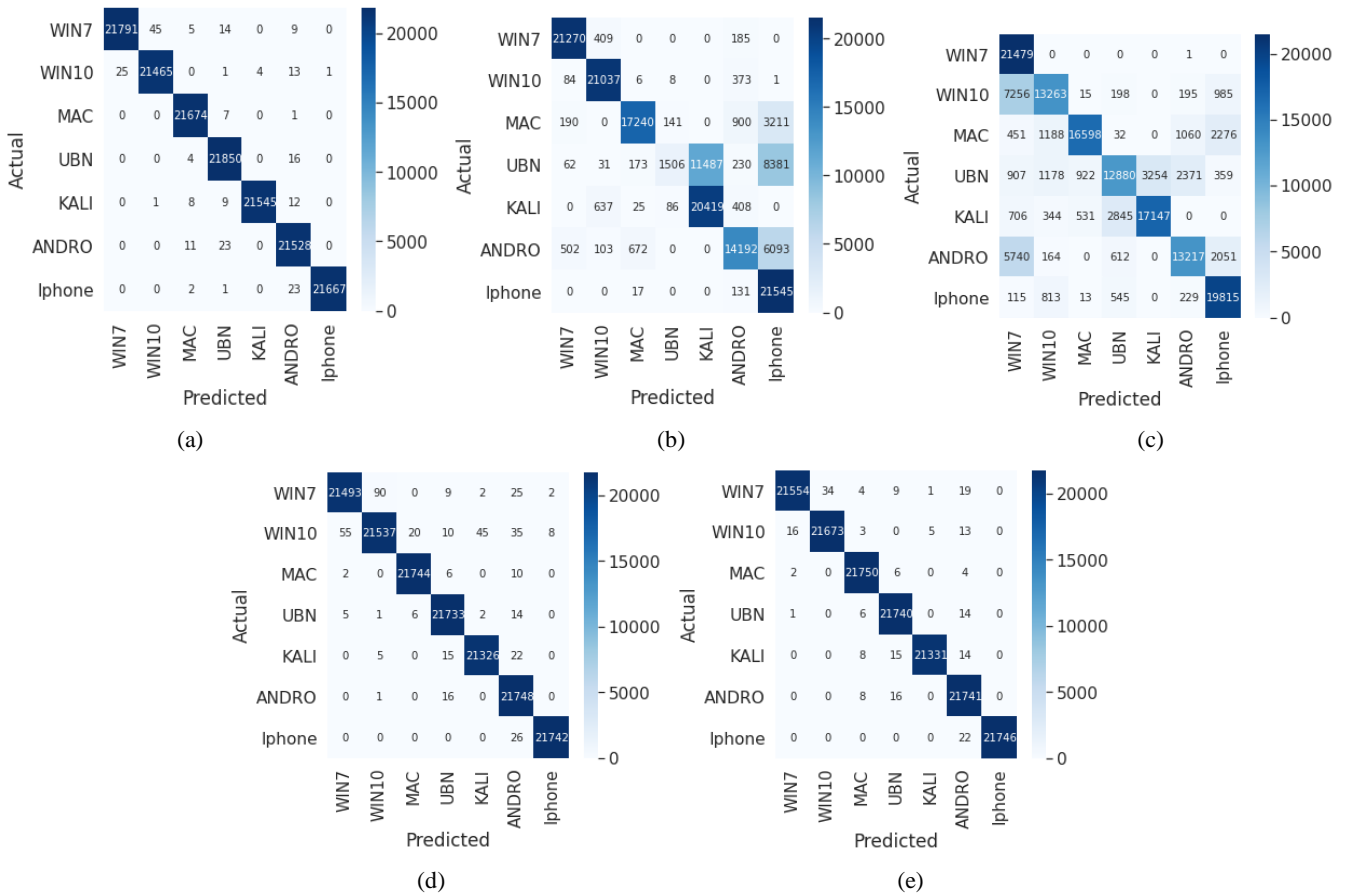 WIN7 21791 45 5 14 0 9 0
WIN10 25 21465 0 1 4 13 1
MAC 0 0 21674 7 0 1 0
UBN 0 0 4 21850 0 16 0
KALI 0 1 8 9 21545 12 0
ANDRO 0 0 11 23 0 21528 0
Iphone 0 0 2 1 0 23 21667
WIN7 WIN10 MAC UBN KALI ANDRO Iphone
Predicted
Actual
20000
15000
10000
5000
0
(a)
WIN7 21270 409 0 0 0 185 0
WIN10 84 21037 6 8 0 373 1
MAC 190 0 17240 141 0 900 3211
UBN 62 31 173 1506 11487 230 8381
KALI 0 637 25 86 20419 408 0
ANDRO 502 103 672 0 0 14192 6093
Iphone 0 0 17 0 0 131 21545
WIN7 WIN10 MAC UBN KALI ANDRO Iphone
Predicted
Actual
20000
15000
10000
5000
0
(b)
WIN7 21479 0 0 0 0 1 0
WIN10 7256 13263 15 198 0 195 985
MAC 451 1188 16598 32 0 1060 2276
UBN 907 1178 922 12880 3254 2371 359
KALI 706 344 531 2845 17147 0 0
ANDRO 5740 164 0 612 0 13217 2051
Iphone 115 813 13 545 0 229 19815
WIN7 WIN10 MAC UBN KALI ANDRO Iphone
Predicted
Actual
20000
15000
10000
5000
0
(c)
WIN7 21493 90 0 9 2 25 2
WIN10 55 21537 20 10 45 35 8
MAC 2 0 21744 6 0 10 0
UBN 5 1 6 21733 2 14 0
KALI 0 5 0 15 21326 22 0
ANDRO 0 1 0 16 0 21748 0
Iphone 0 0 0 0 0 26 21742
WIN7 WIN10 MAC UBN KALI ANDRO Iphone
Predicted
Actual
20000
15000
10000
5000
0
(d)
WIN7 21554 34 4 9 1 19 0
WIN10 16 21673 3 0 5 13 0
MAC 2 0 21750 6 0 4 0
UBN 1 0 6 21740 0 14 0
KALI 0 0 8 15 21331 14 0
ANDRO 0 0 8 16 0 21741 0
Iphone 0 0 0 0 0 22 21746
WIN7 WIN10 MAC UBN KALI ANDRO Iphone
Predicted
Actual
20000
15000
10000
5000
0
(e)